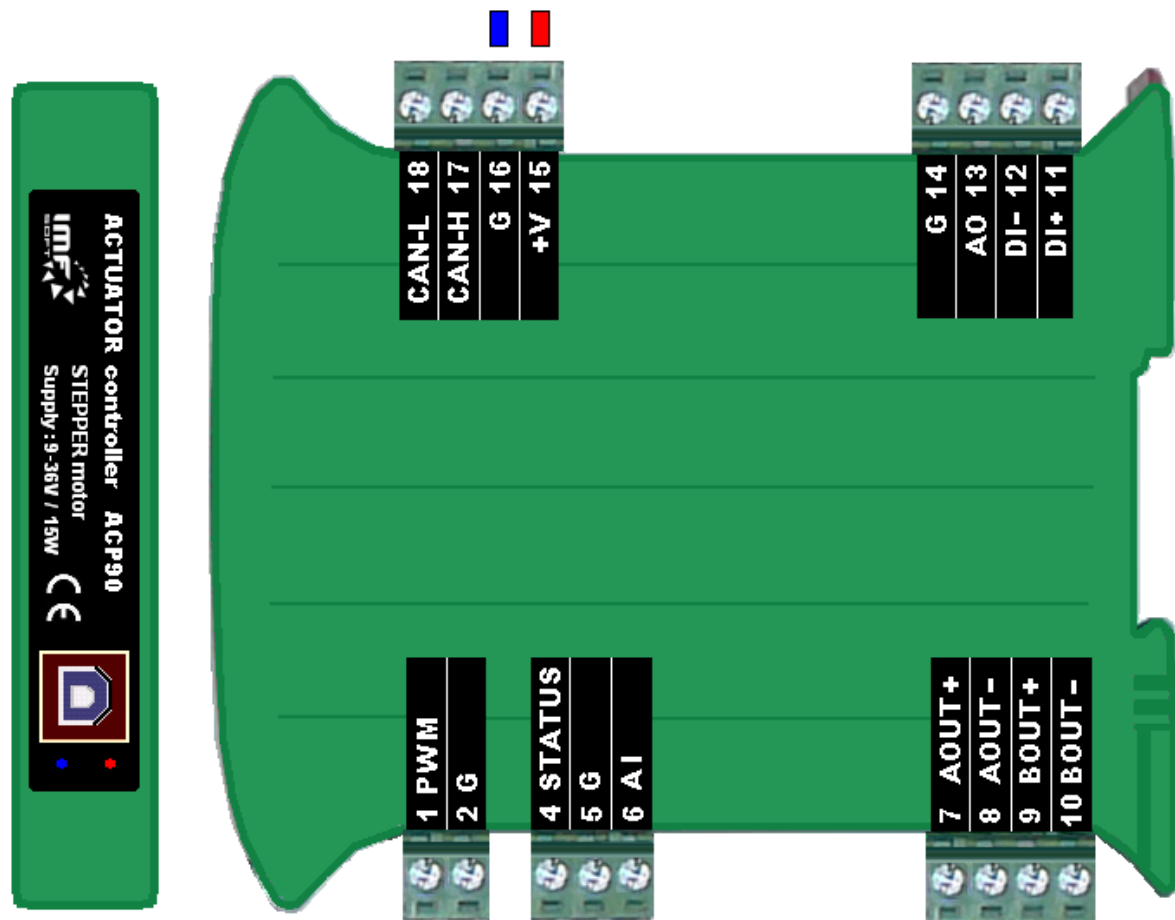 IMF
SOFT
ACTUATOR controller ACP90
STEPPER motor
Supply : 9-36V / 15W
CE
CAN-L 18
CAN-H 17
G 16
+V 15
G 14
AO 13
DI- 12
DI+ 11
1 PWM
2 G
4 STATUS
5 G
6 AI
7 AOUT+
8 AOUT-
9 BOUT+
10 BOUT-